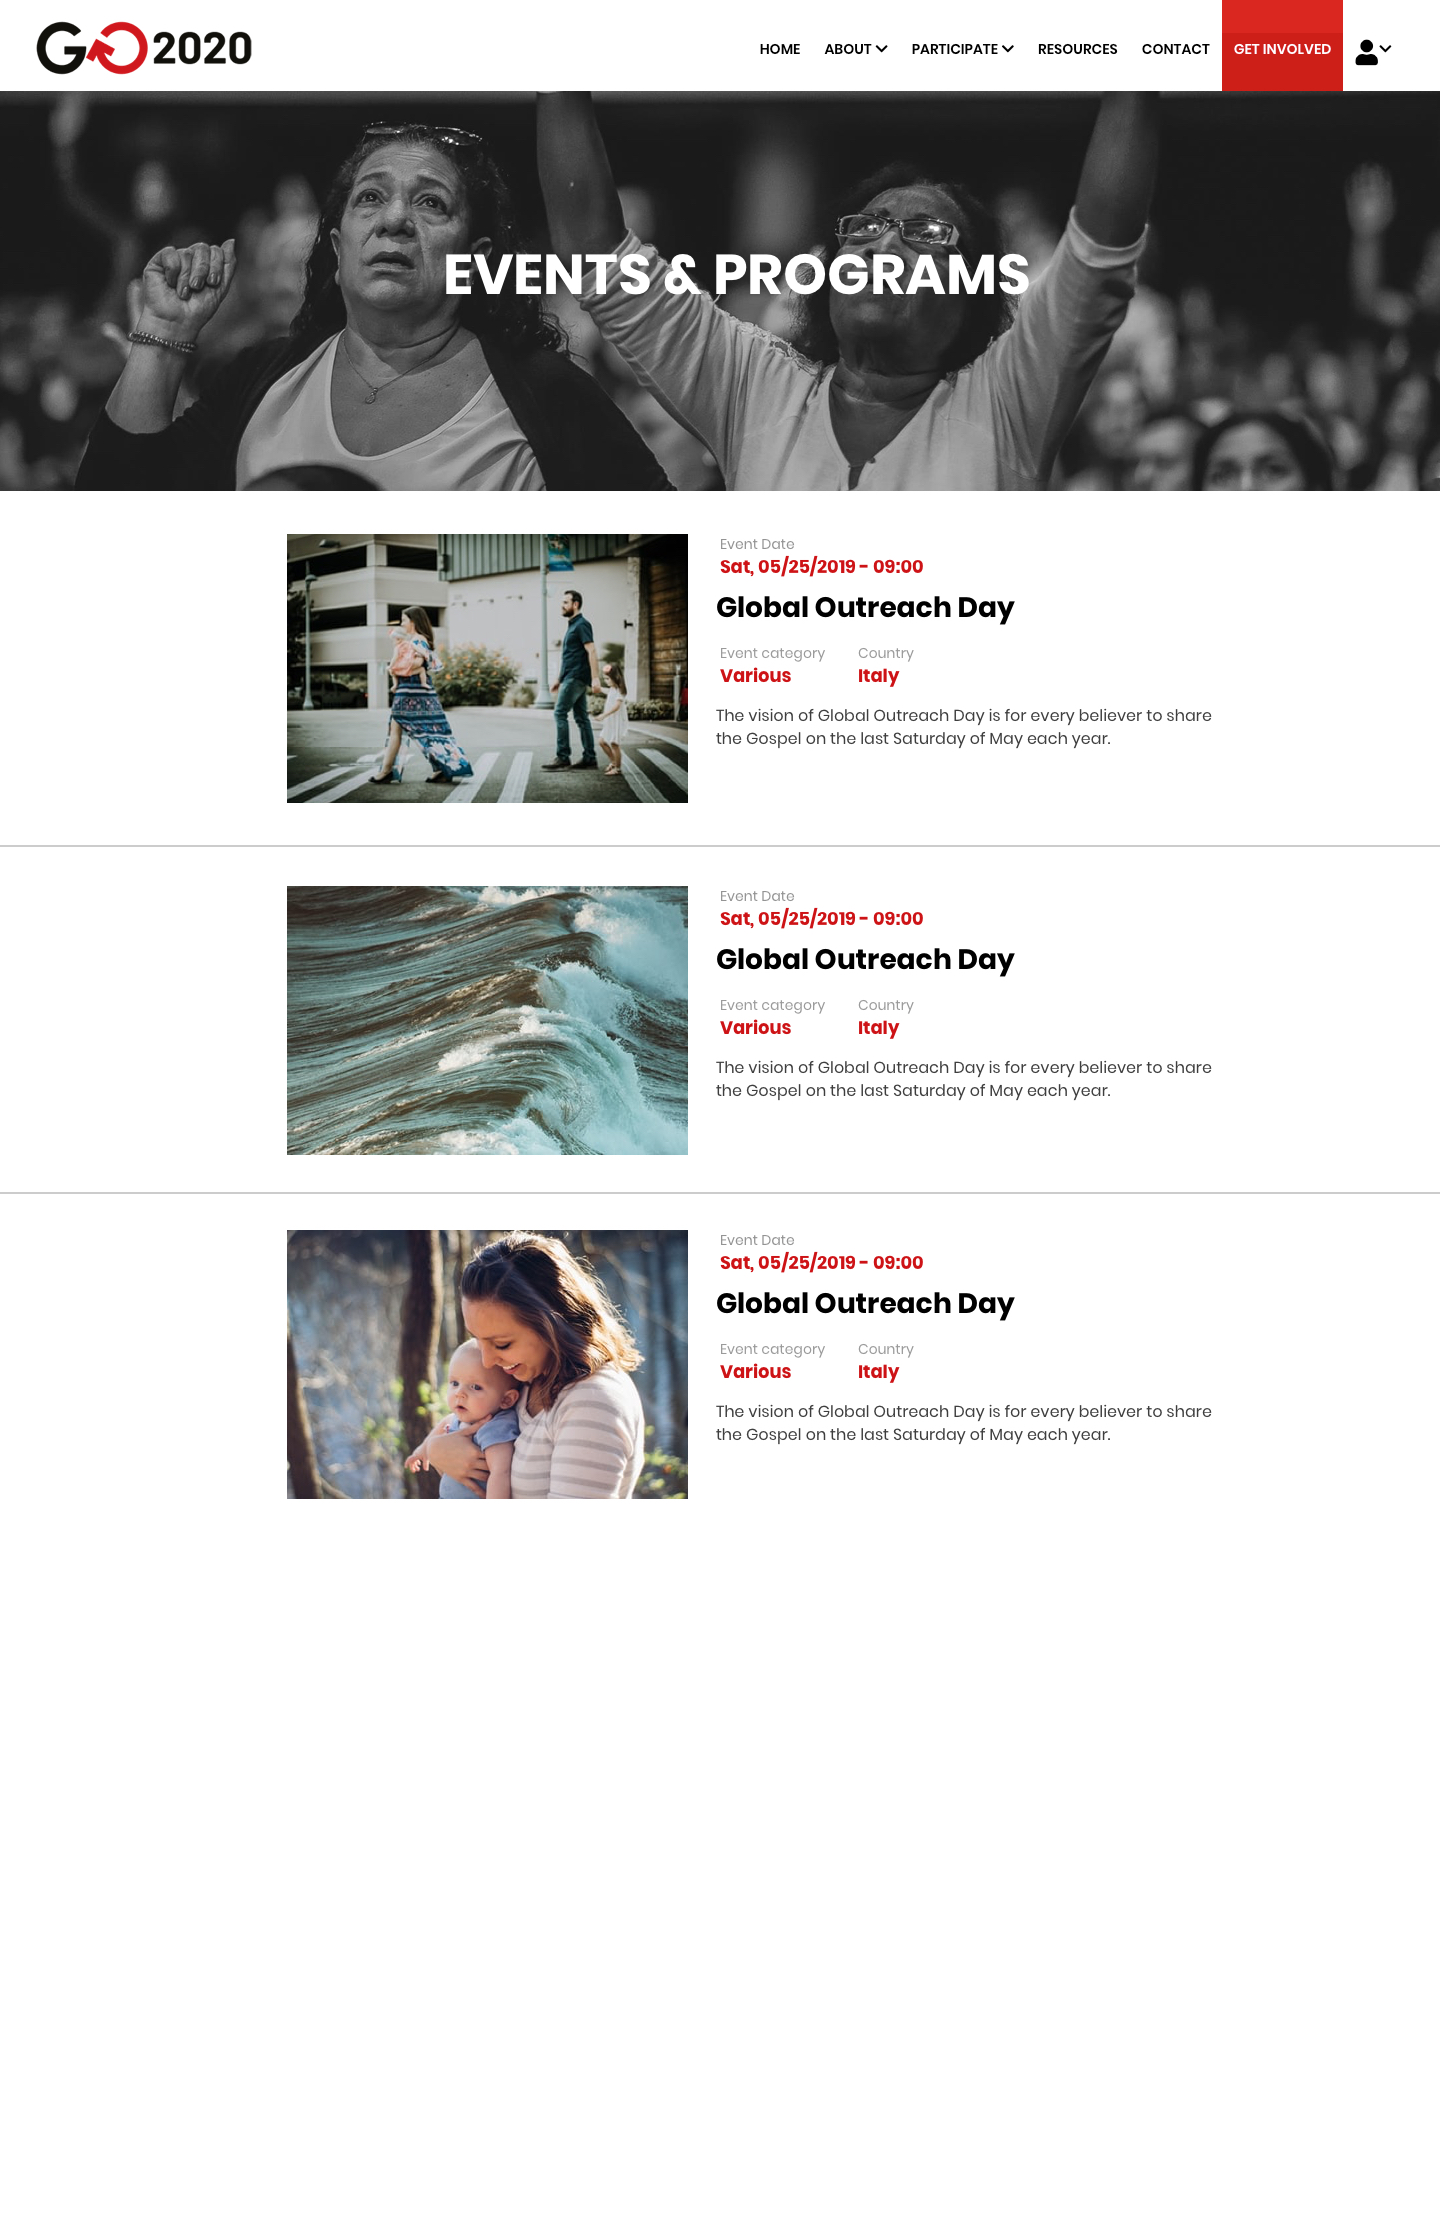 GO2020
HOME
ABOUT
PARTICIPATE
RESOURCES
CONTACT
GET INVOLVED
EVENTS & PROGRAMS
Event Date
Sat, 05/25/2019 - 09:00
Global Outreach Day
Event category
Country
Various
Italy
The vision of Global Outreach Day is for every believer to share
the Gospel on the last Saturday of May each year.
Event Date
Sat, 05/25/2019 - 09:00
Global Outreach Day
Event category
Country
Various
Italy
The vision of Global Outreach Day is for every believer to share
the Gospel on the last Saturday of May each year.
Event Date
Sat, 05/25/2019 - 09:00
Global Outreach Day
Event category
Country
Various
Italy
The vision of Global Outreach Day is for every believer to share
the Gospel on the last Saturday of May each year.